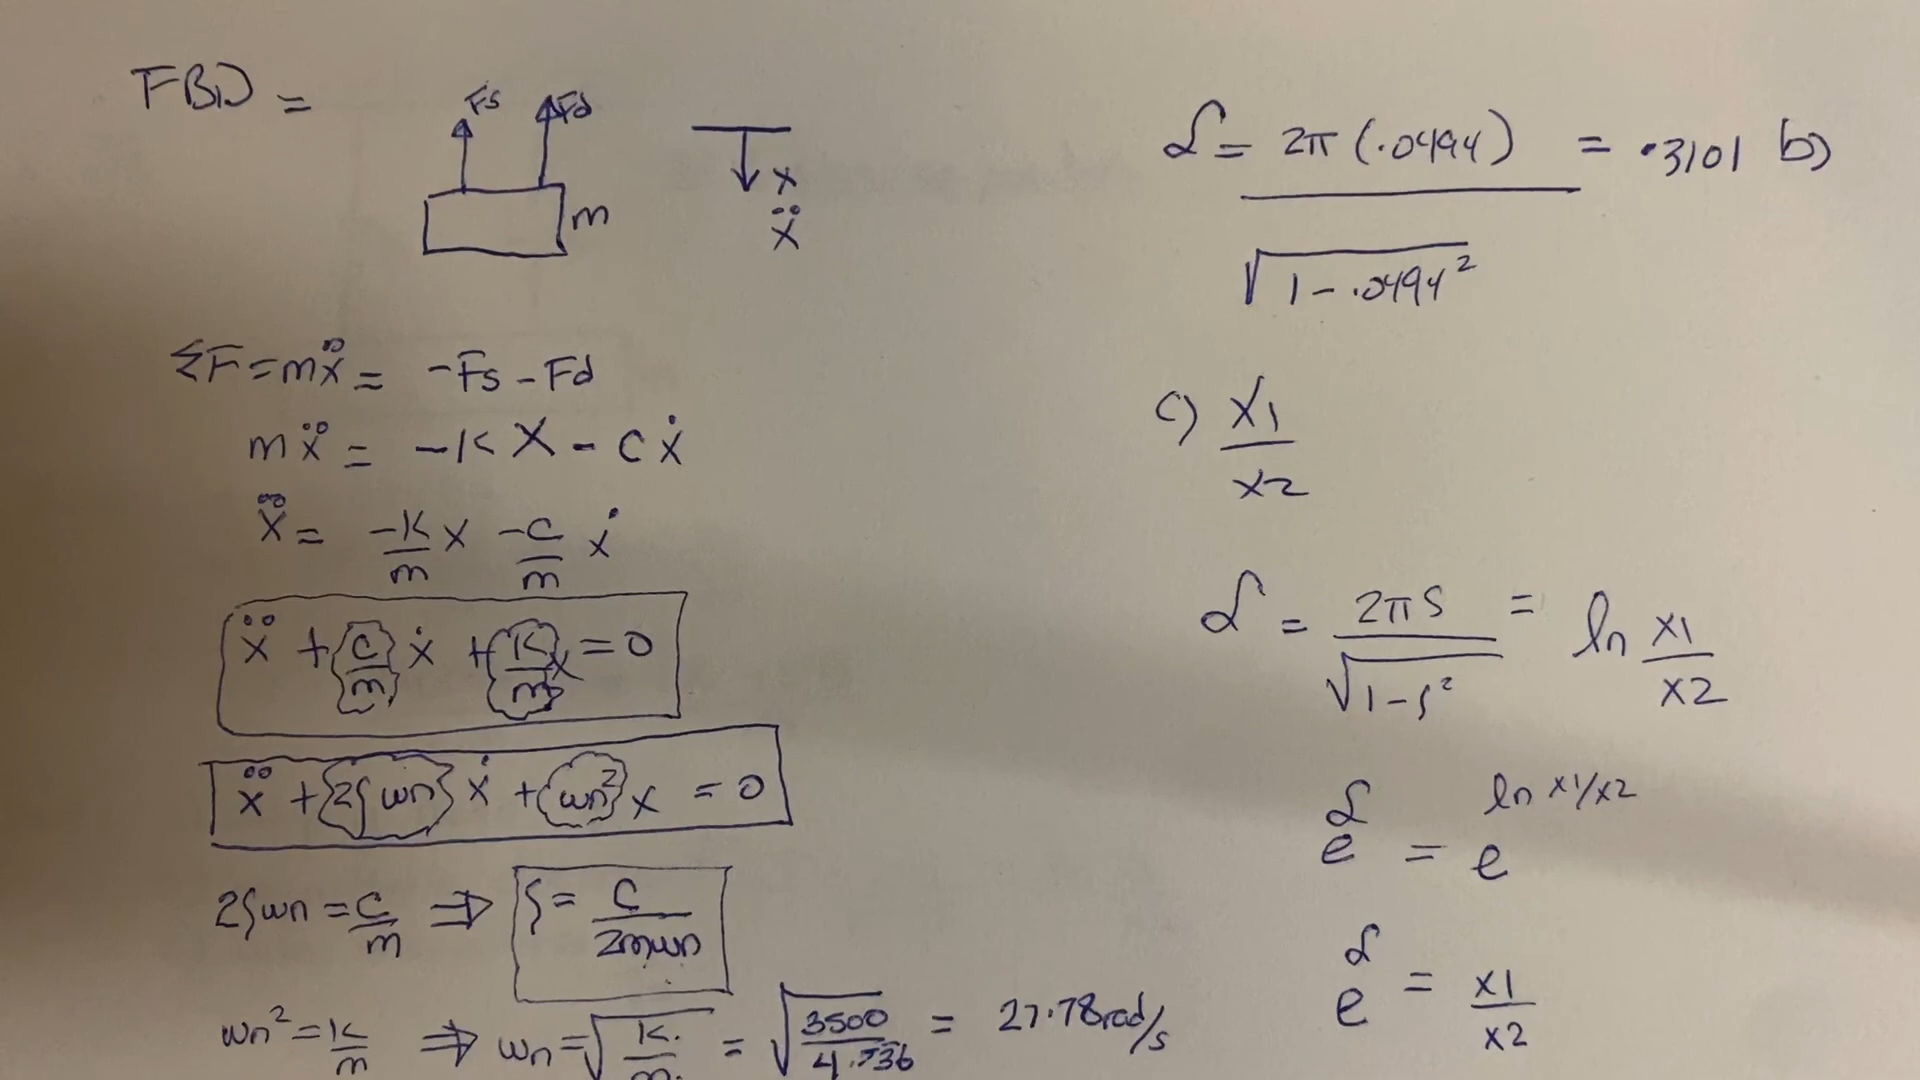 FBD =
Fs Fd
m
x
ẍ
ΣF = mẍ = -Fs - Fd
mẍ = -Kx - cẋ
ẍ = -K/m x -c/m ẋ
ẍ + c/m ẋ + K/m x = 0
ẍ + 2ζωn ẋ + ωn² x = 0
2ζωn = c/m ⇒ ζ = c/2mωn
ωn² = K/m ⇒ ωn = √K/m = √3500/4.536 = 27.78 rad/s
δ = 2π(.0494) / √1-.0494² = .3101 b)
c) x1/x2
δ = 2πζ / √1-ζ² = ln x1/x2
e^δ = e^ln x1/x2
e^δ = x1/x2